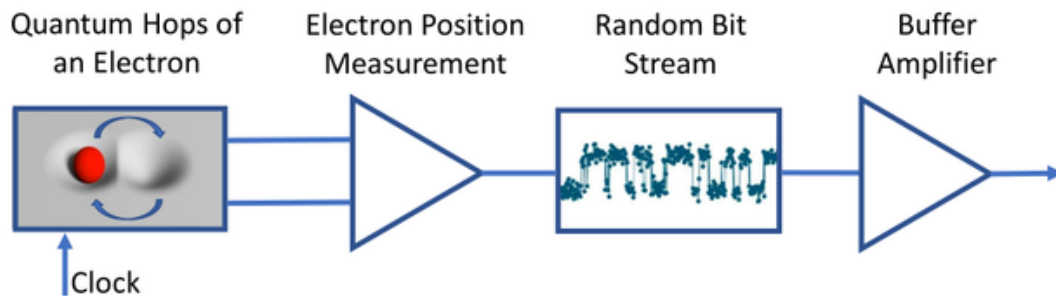 Quantum Hops of
an Electron
Electron Position
Measurement
Random Bit
Stream
Buffer
Amplifier
Clock